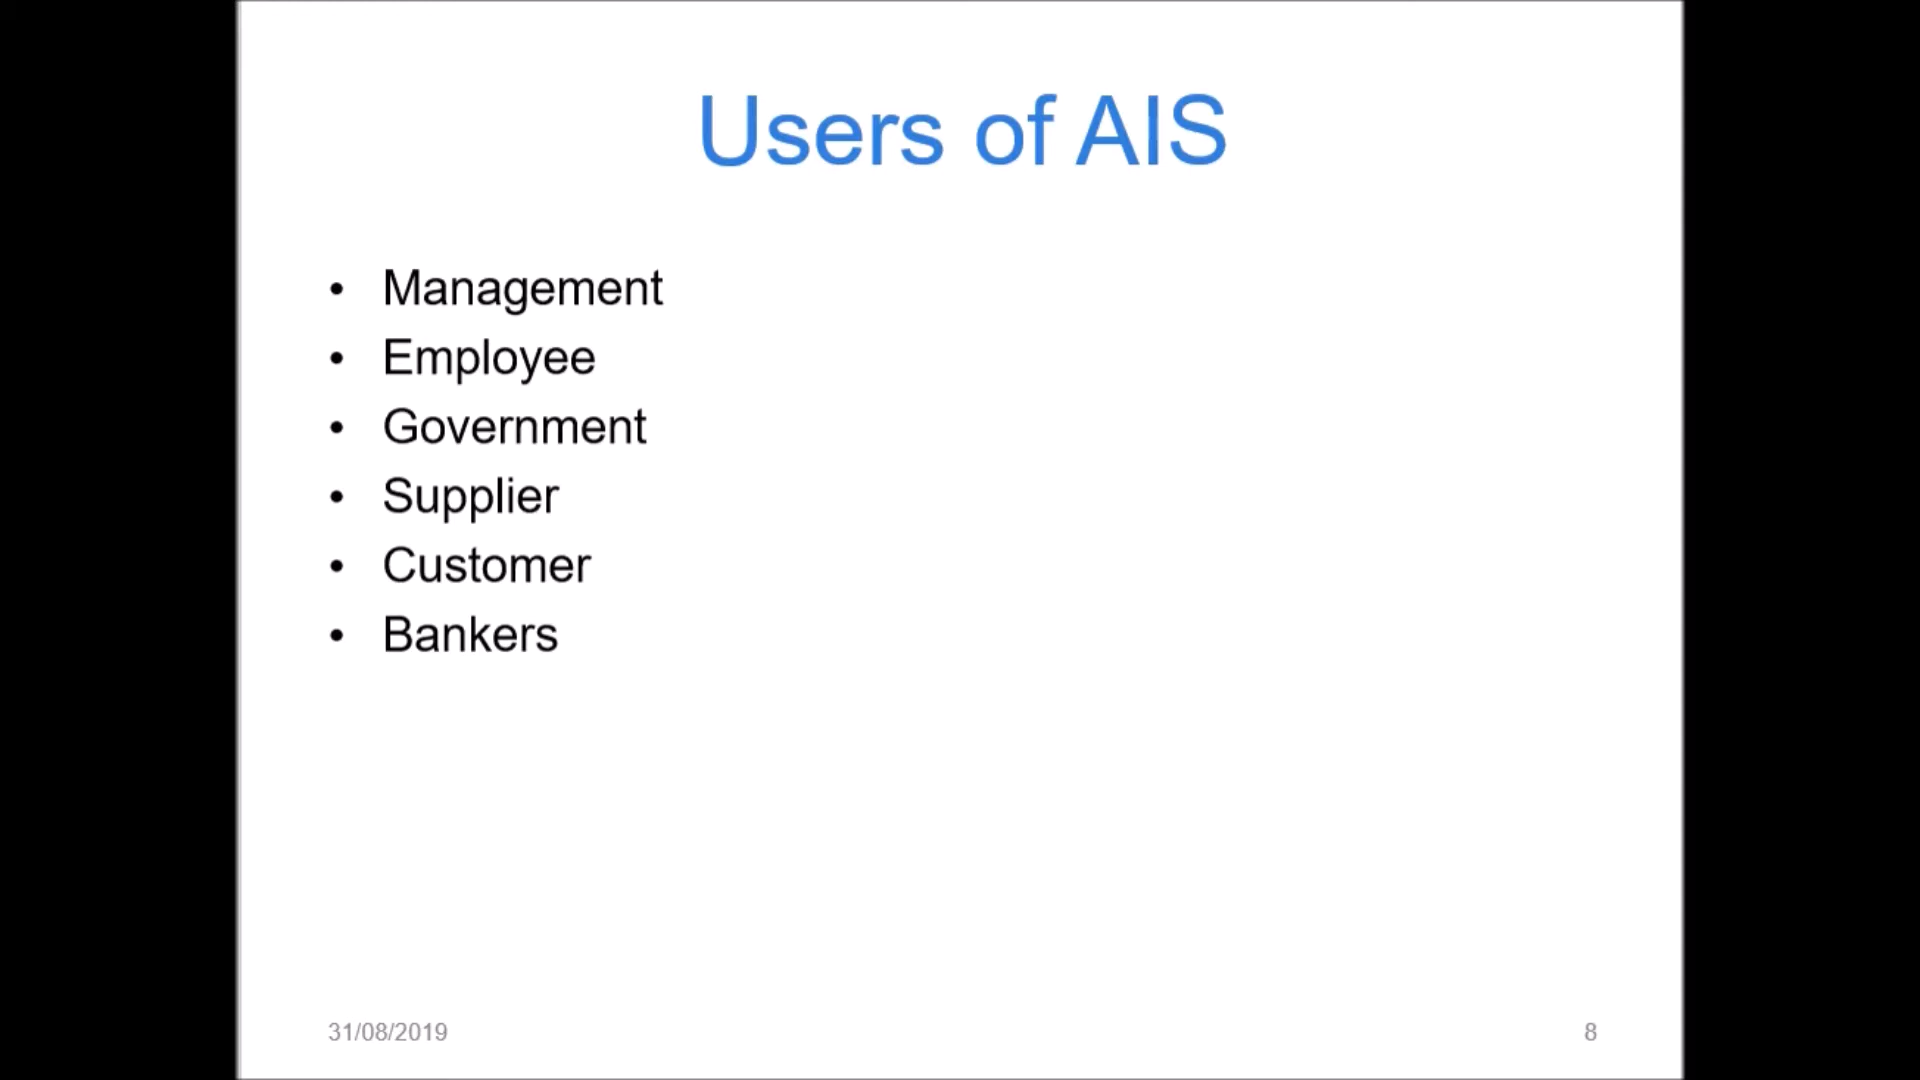 Users of AIS
• Management
• Employee
• Government
• Supplier
• Customer
• Bankers
31/08/2019
8